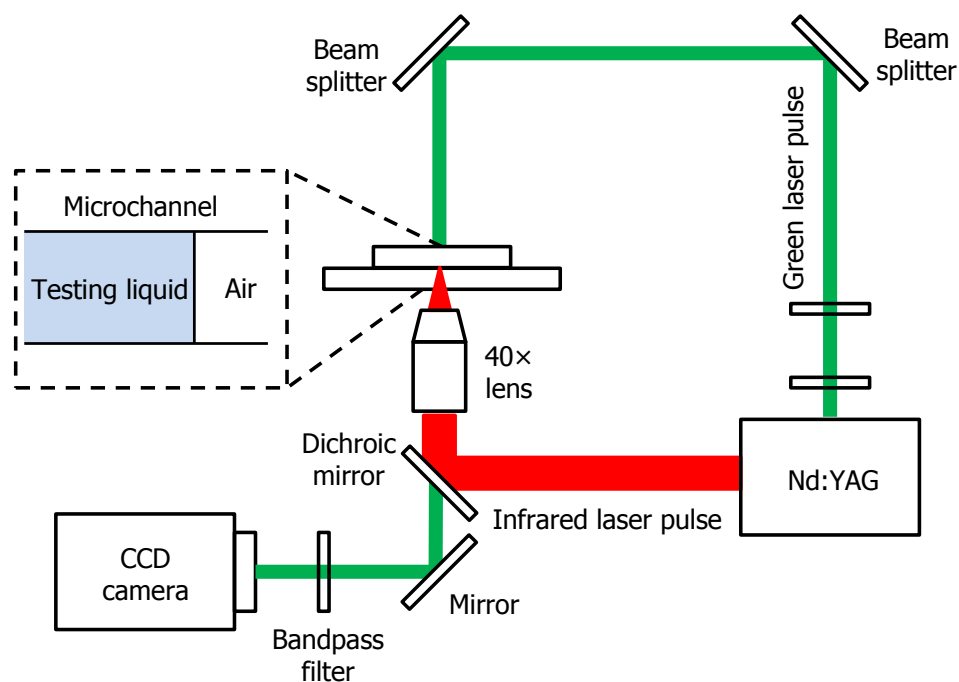 Beam
splitter
Beam
splitter
Green laser pulse
Microchannel
Testing liquid
Air
40×
lens
Dichroic
mirror
Nd:YAG
Infrared laser pulse
CCD
camera
Mirror
Bandpass
filter